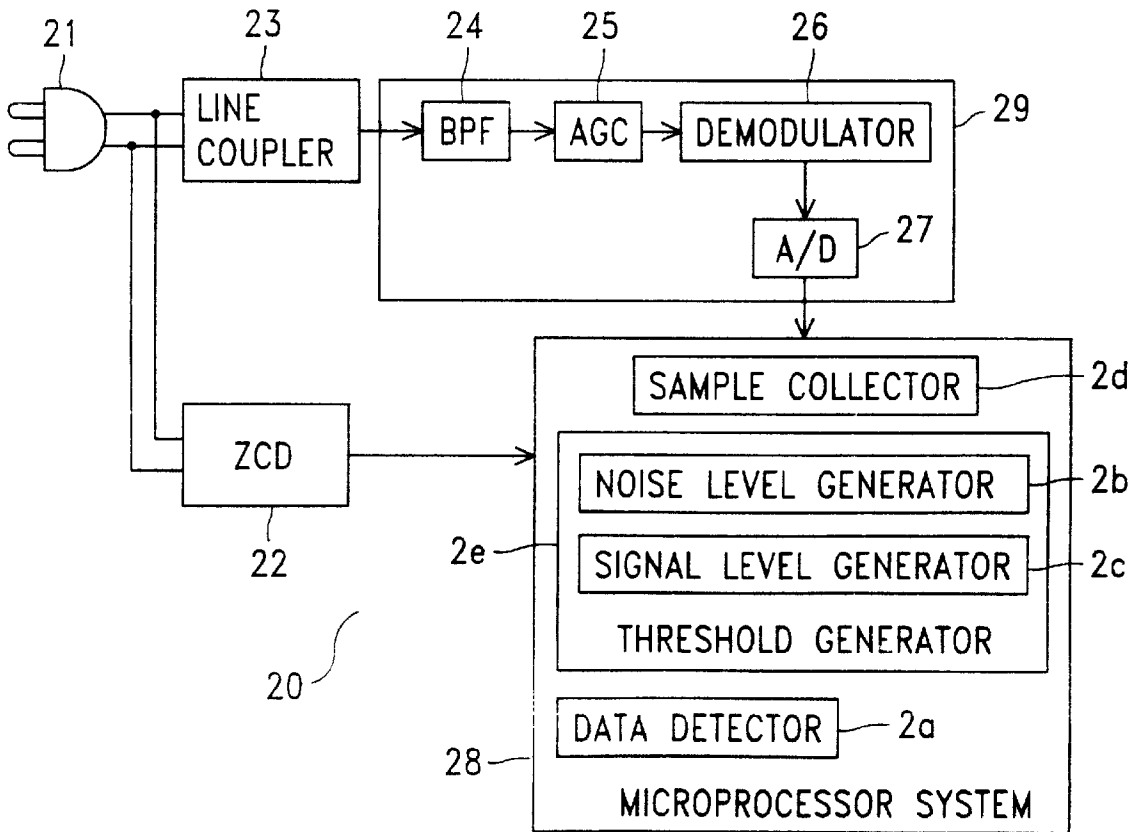 21
23
24
25
26
LINE
COUPLER
BPF
AGC
DEMODULATOR
29
A/D
27
SAMPLE COLLECTOR
2d
ZCD
22
NOISE LEVEL GENERATOR
2b
2e
SIGNAL LEVEL GENERATOR
2c
THRESHOLD GENERATOR
20
DATA DETECTOR
2a
28
MICROPROCESSOR SYSTEM